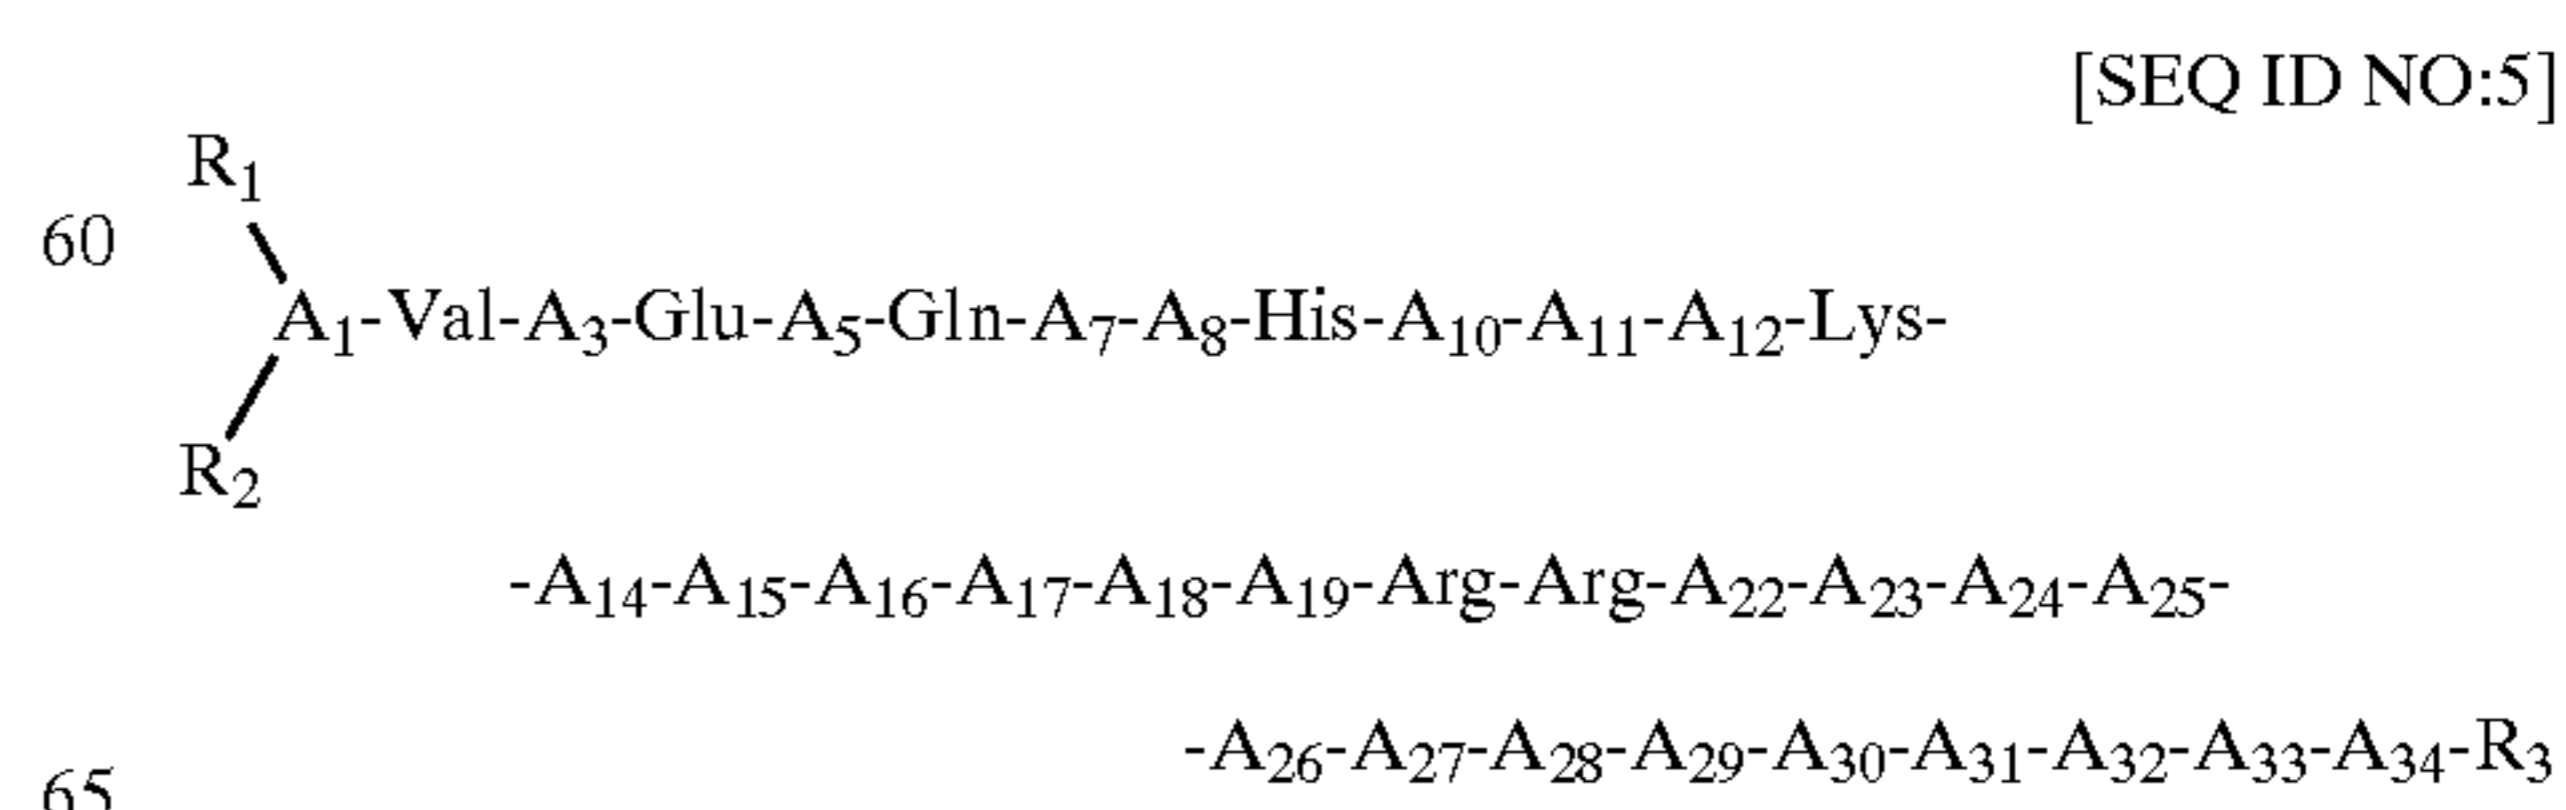 [SEQ ID NO:5]
R₁
60
A₁-Val-A₃-Glu-A₅-Gln-A₇-A₈-His-A₁₀-A₁₁-A₁₂-Lys-
R₂
-A₁₄-A₁₅-A₁₆-A₁₇-A₁₈-A₁₉-Arg-Arg-A₂₂-A₂₃-A₂₄-A₂₅-
-A₂₆-A₂₇-A₂₈-A₂₉-A₃₀-A₃₁-A₃₂-A₃₃-A₃₄-R₃
65